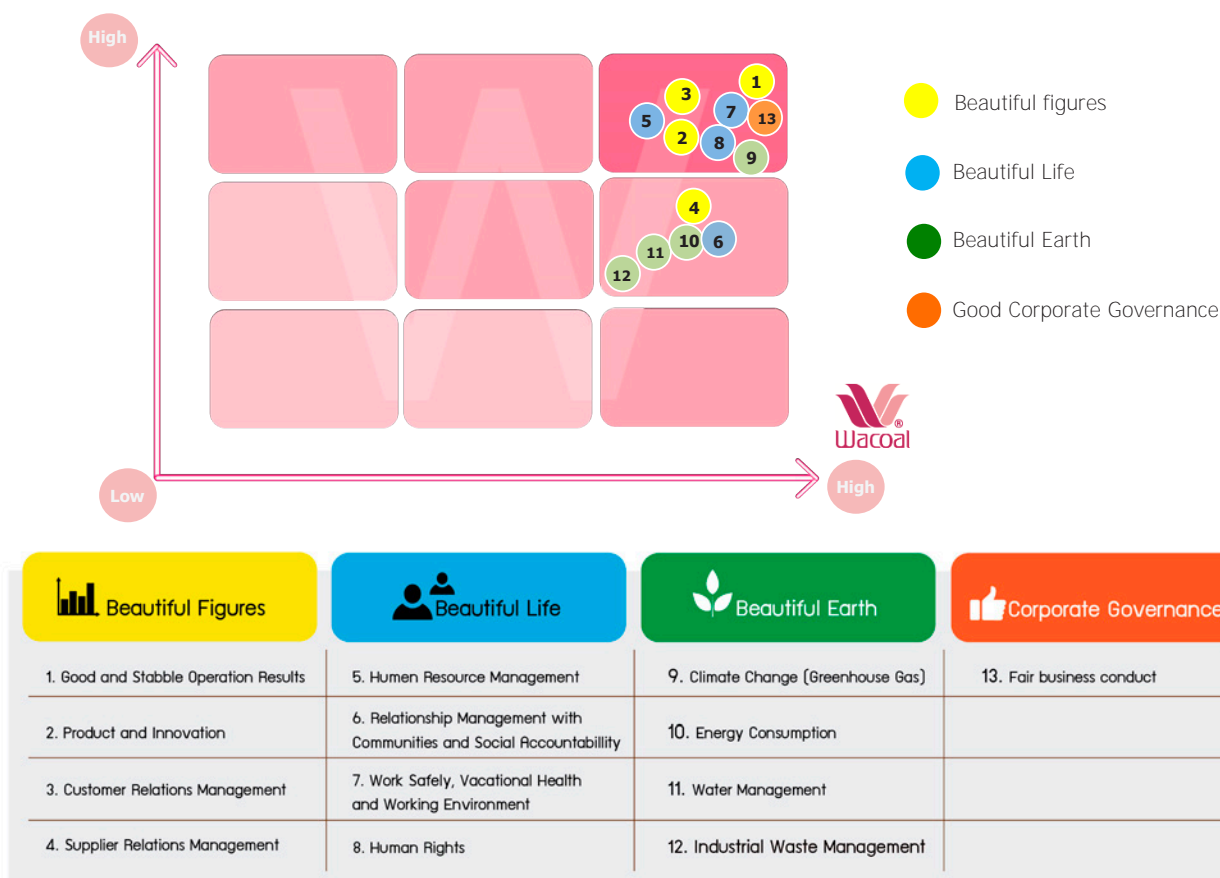 High
1
3
7
13
5
2
8
9
4
10
6
11
12
Low
High
Beautiful figures
Beautiful Life
Beautiful Earth
Good Corporate Governance
W
Wacoal
®
Beautiful Figures
1. Good and Stabble Operation Results
2. Product and Innovation
3. Customer Relations Management
4. Supplier Relations Management
Beautiful Life
5. Humen Resource Management
6. Relationship Management with
Communities and Social Accountabillity
7. Work Safely, Vacational Health
and Working Environment
8. Human Rights
Beautiful Earth
9. Climate Change (Greenhouse Gas)
10. Energy Consumption
11. Water Management
12. Industrial Waste Management
Corporate Governance
13. Fair business conduct